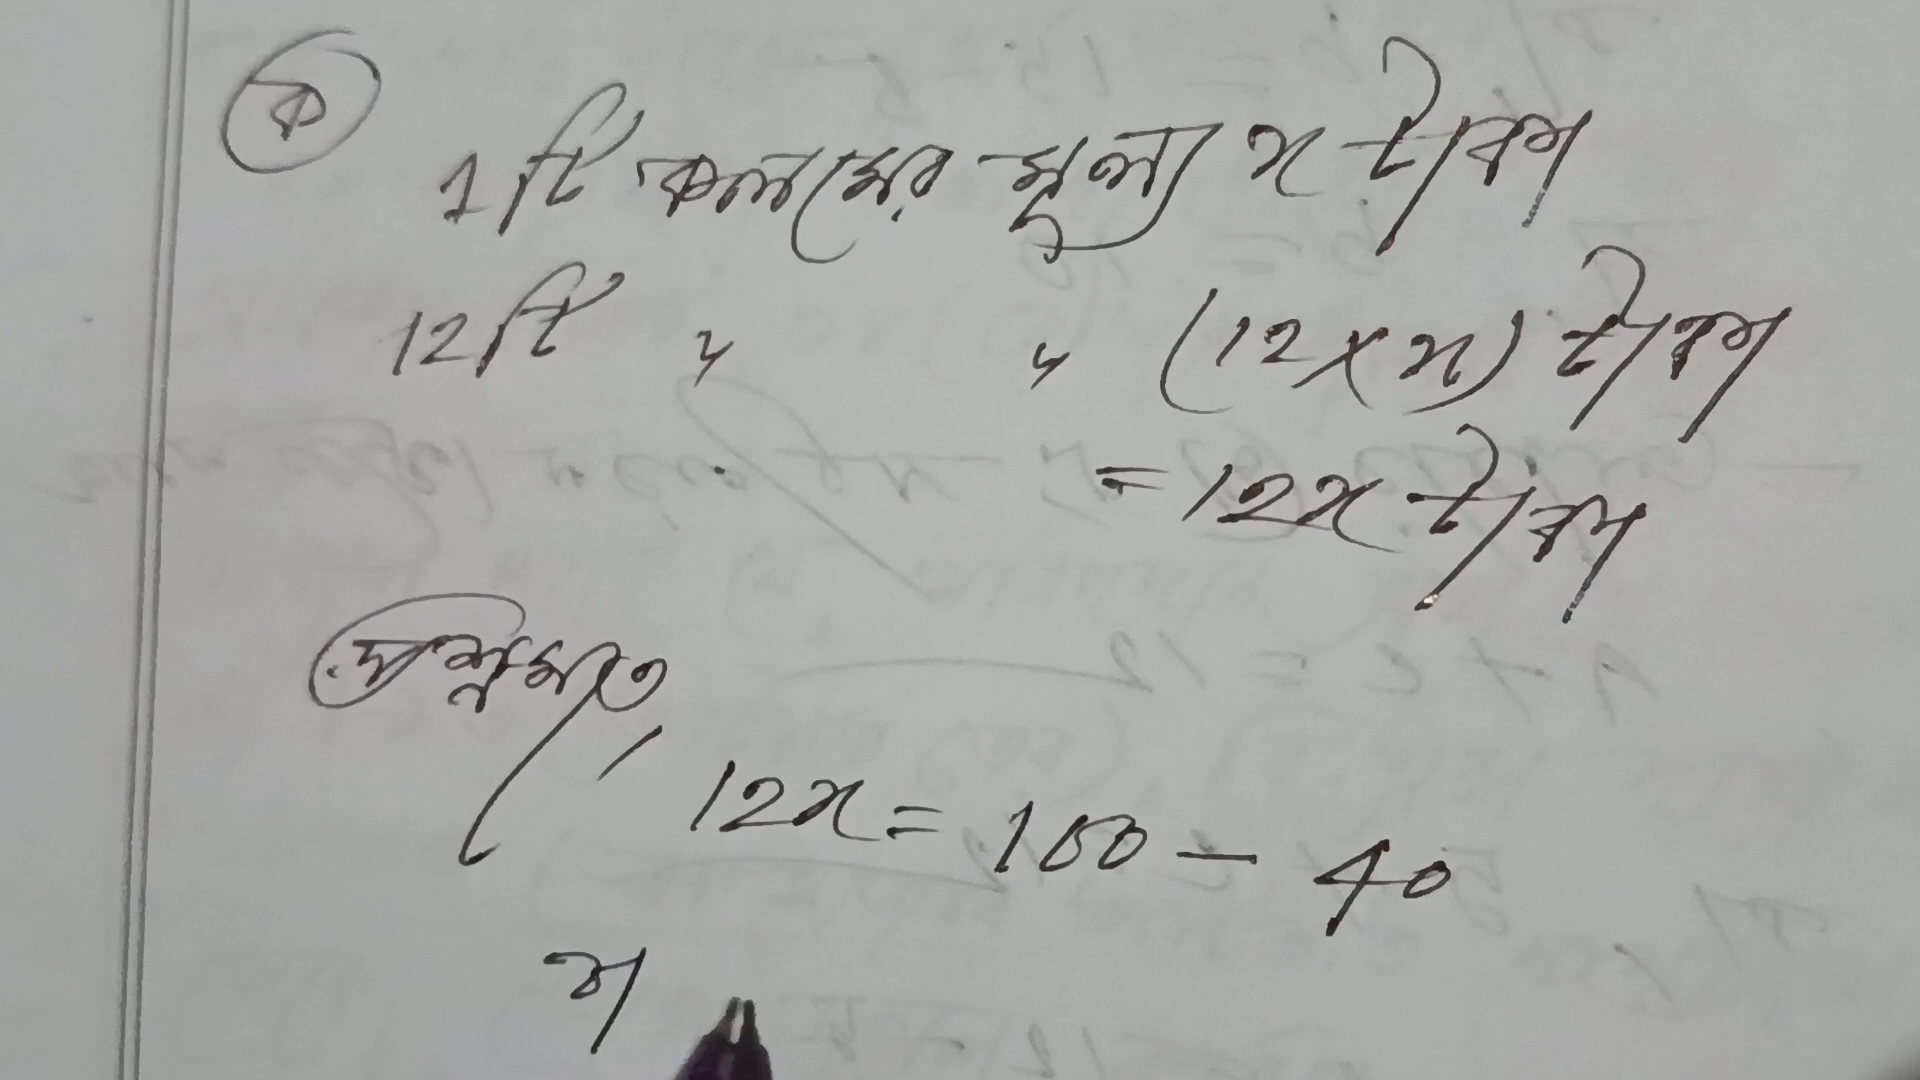 ক
1টি কলমের মূল্য x টাকা
12টি " " (12×x) টাকা
= 12x টাকা
প্রশ্নমতে,
12x = 100 - 40
বা